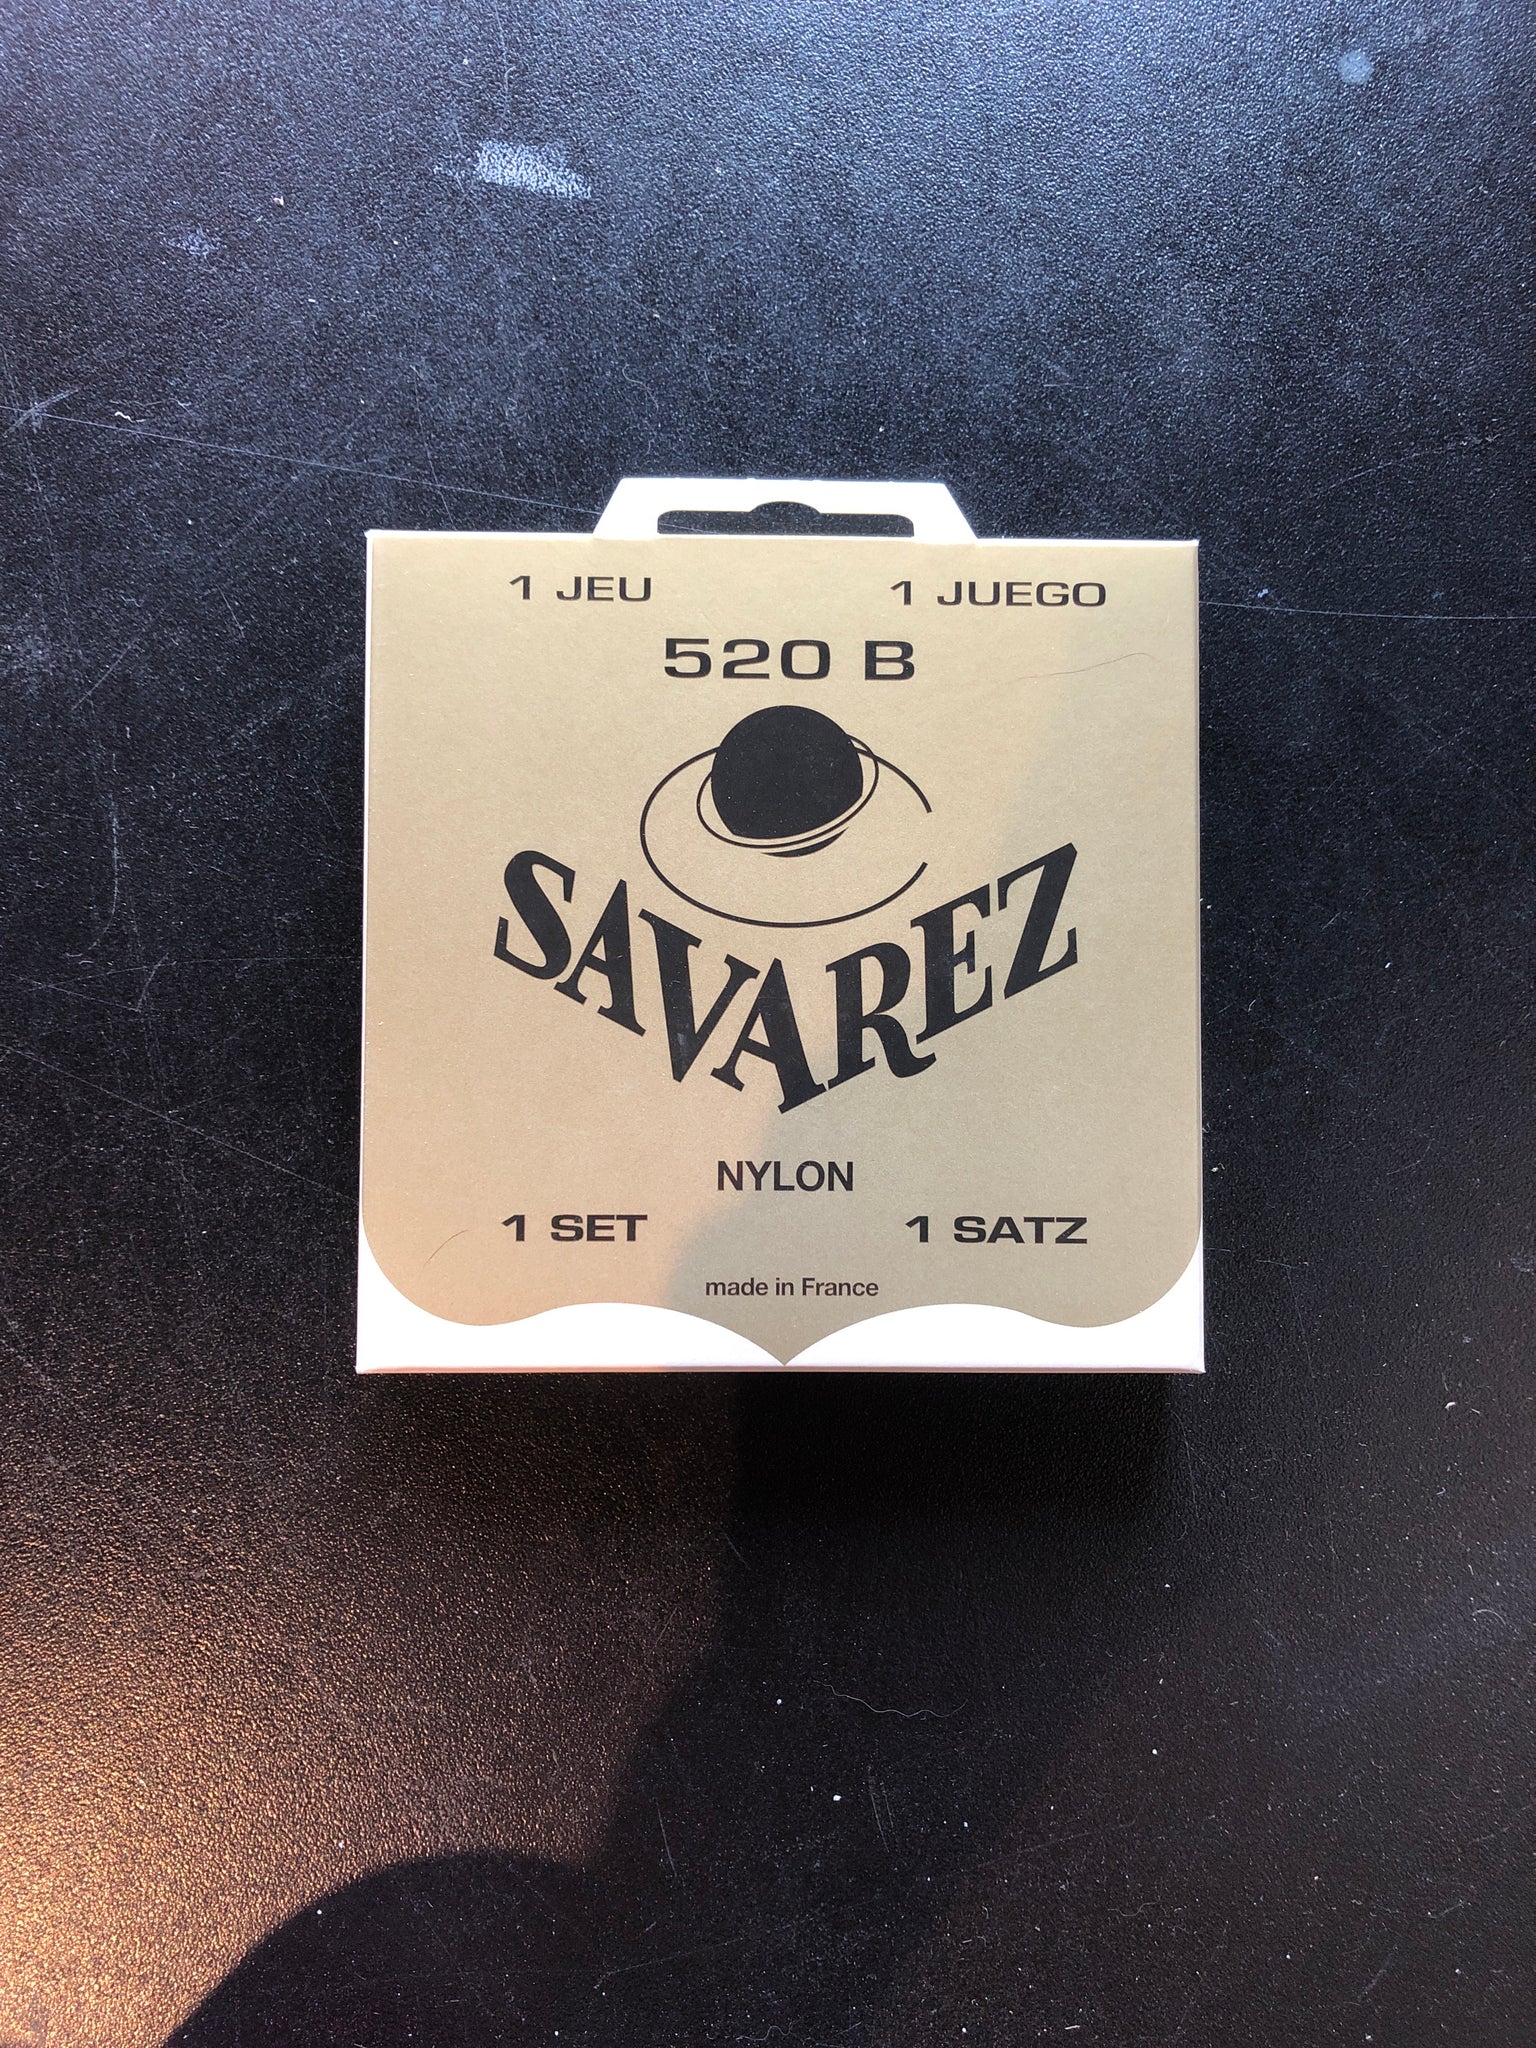 1 JEU 1 JUEGO
520 B
SAVAREZ
NYLON
1 SET 1 SATZ
made in France